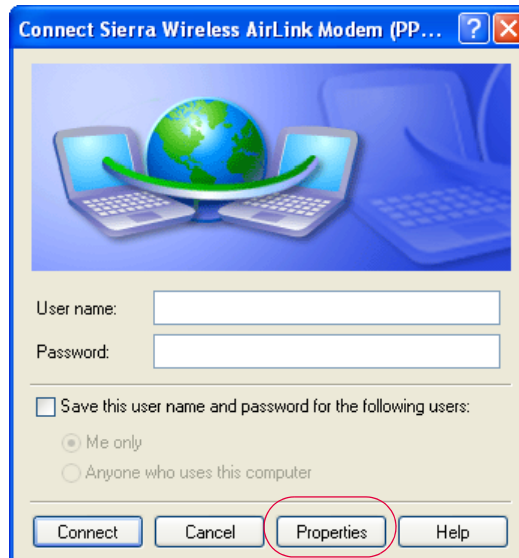 Connect Sierra Wireless AirLink Modem (PP...
User name:
Password:
Save this user name and password for the following users:
Me only
Anyone who uses this computer
Connect Cancel Properties Help